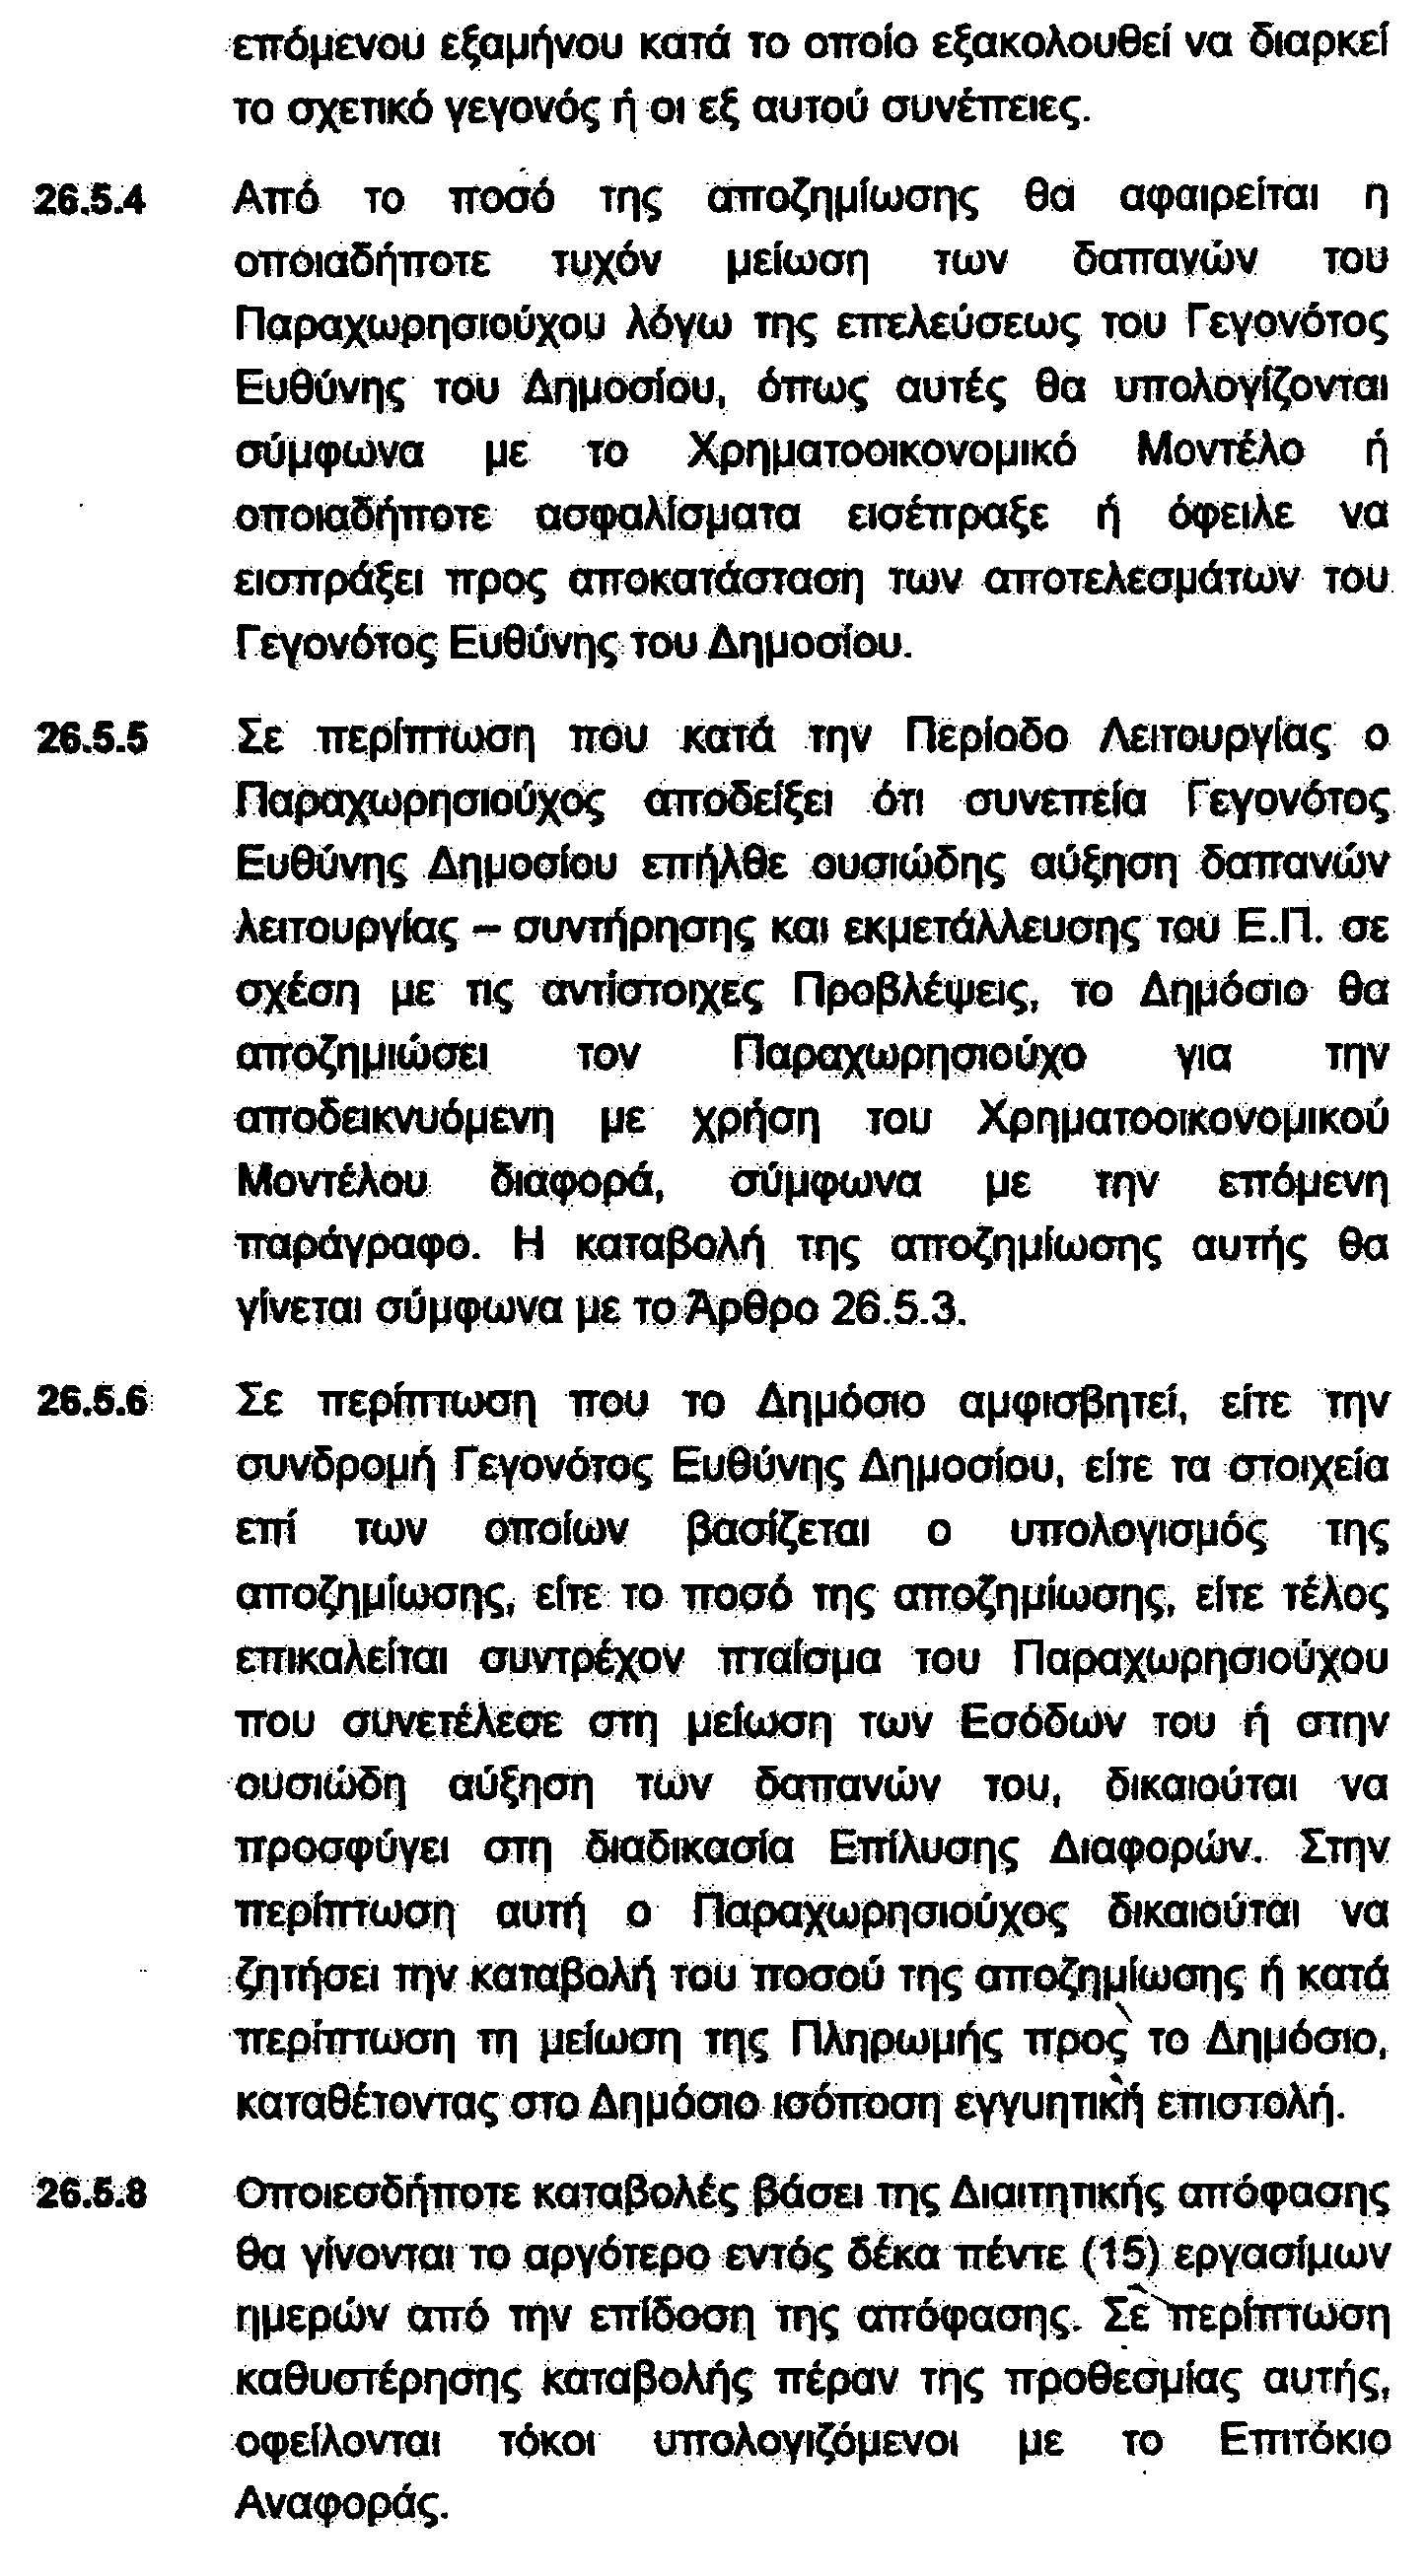 επόμενου εξαμήνου κατά το οποίο εξακολουθεί να διαρκεί
το σχετικό γεγονός ή οι εξ αυτού συνέπειες.
26.5.4 Από το ποσό της αποζημίωσης θα αφαιρείται η
οποιαδήποτε τυχόν μείωση των δαπανών του
Παραχωρησιούχου λόγω της επελεύσεως του Γεγονότος
Ευθύνης του Δημοσίου, όπως αυτές θα υπολογίζονται
σύμφωνα με το Χρηματοοικονομικό Μοντέλο ή
οποιαδήποτε ασφαλίσματα εισέπραξε ή όφειλε να
εισπράξει προς αποκατάσταση των αποτελεσμάτων του
Γεγονότος Ευθύνης του Δημοσίου.
26.5.5 Σε περίπτωση που κατά την Περίοδο Λειτουργίας ο
Παραχωρησιούχος αποδείξει ότι συνεπεία Γεγονότος
Ευθύνης Δημοσίου επήλθε ουσιώδης αύξηση δαπανών
λειτουργίας – συντήρησης και εκμετάλλευσης του Ε.Π. σε
σχέση με τις αντίστοιχες Προβλέψεις, το Δημόσιο θα
αποζημιώσει τον Παραχωρησιούχο για την
αποδεικνυόμενη με χρήση του Χρηματοοικονομικού
Μοντέλου διαφορά, σύμφωνα με την επόμενη
παράγραφο. Η καταβολή της αποζημίωσης αυτής θα
γίνεται σύμφωνα με το Άρθρο 26.5.3.
26.5.6 Σε περίπτωση που το Δημόσιο αμφισβητεί, είτε την
συνδρομή Γεγονότος Ευθύνης Δημοσίου, είτε τα στοιχεία
επί των οποίων βασίζεται ο υπολογισμός της
αποζημίωσης, είτε το ποσό της αποζημίωσης, είτε τέλος
επικαλείται συντρέχον πταίσμα του Παραχωρησιούχου
που συνετέλεσε στη μείωση των Εσόδων του ή στην
ουσιώδη αύξηση των δαπανών του, δικαιούται να
προσφύγει στη διαδικασία Επίλυσης Διαφορών. Στην
περίπτωση αυτή ο Παραχωρησιούχος δικαιούται να
ζητήσει την καταβολή του ποσού της αποζημίωσης ή κατά
περίπτωση τη μείωση της Πληρωμής προς το Δημόσιο,
καταθέτοντας στο Δημόσιο ισόποση εγγυητική επιστολή.
26.5.8 Οποιεσδήποτε καταβολές βάσει της Διαιτητικής απόφασης
θα γίνονται το αργότερο εντός δέκα πέντε (15) εργασίμων
ημερών από την επίδοση της απόφασης. Σε περίπτωση
καθυστέρησης καταβολής πέραν της προθεσμίας αυτής,
οφείλονται τόκοι υπολογιζόμενοι με το Επιτόκιο
Αναφοράς.